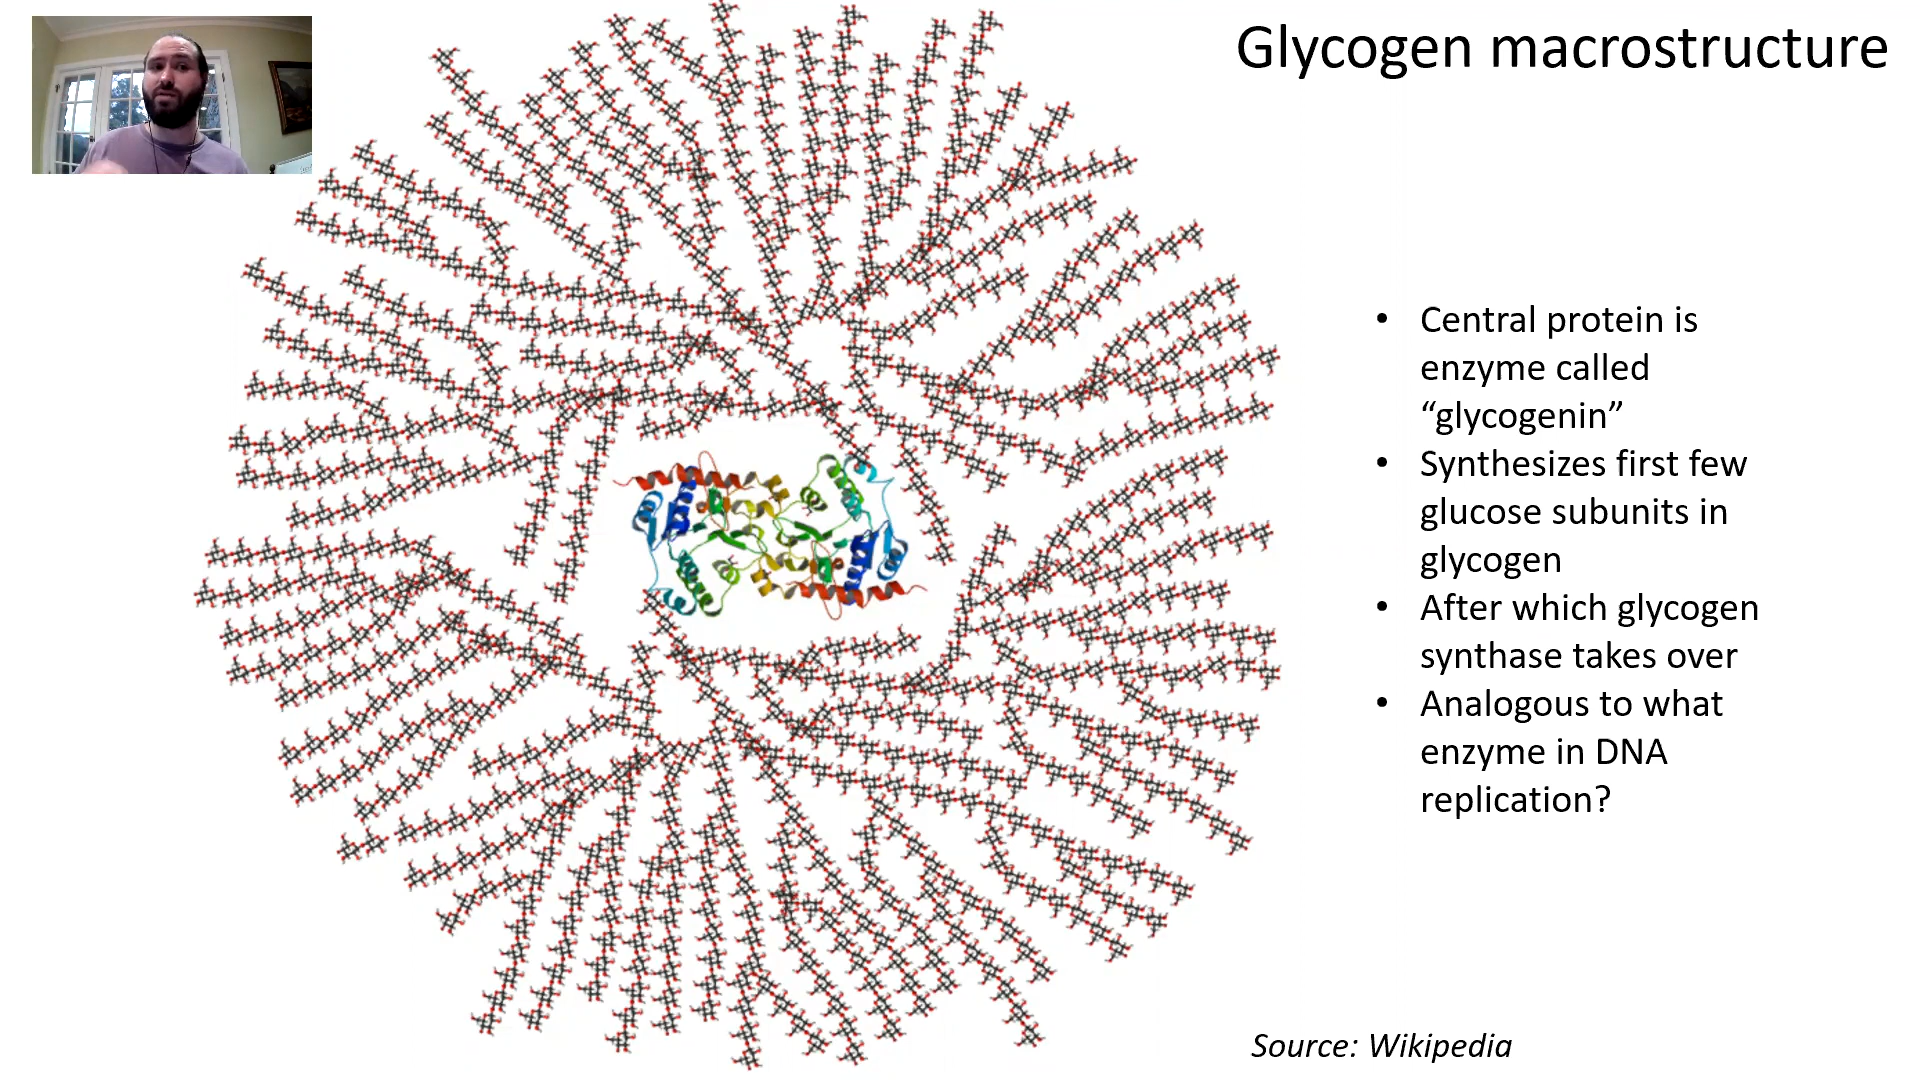 Glycogen macrostructure
• Central protein is
enzyme called
“glycogenin”
• Synthesizes first few
glucose subunits in
glycogen
• After which glycogen
synthase takes over
• Analogous to what
enzyme in DNA
replication?
Source: Wikipedia